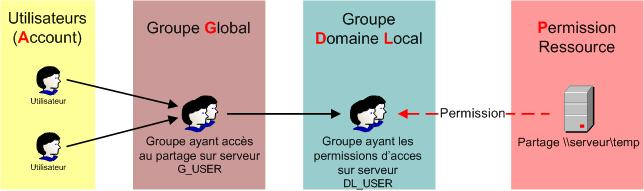 Utilisateurs
(Account)
Utilisateur
Utilisateur
Groupe Global
Groupe ayant accès
au partage sur serveur
G_USER
Groupe
Domaine Local
Groupe ayant les
permissions d'acces
sur serveur
DL_USER
Permission
Permission
Ressource
Partage \\serveur\temp